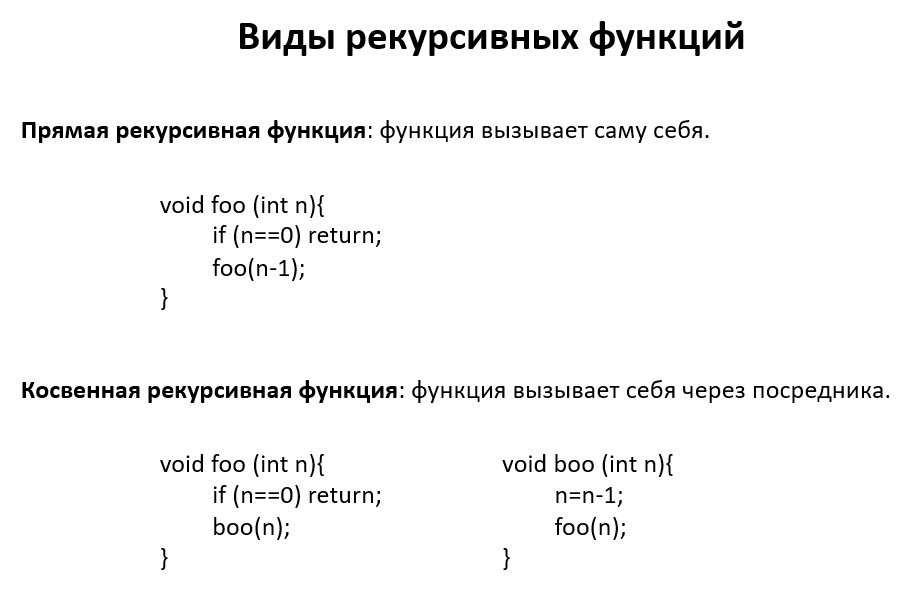 Виды рекурсивных функций
Прямая рекурсивная функция: функция вызывает саму себя.
void foo (int n){
if (n==0) return;
foo(n-1);
}
Косвенная рекурсивная функция: функция вызывает себя через посредника.
void foo (int n){
if (n==0) return;
boo(n);
}
void boo (int n){
n=n-1;
foo(n);
}